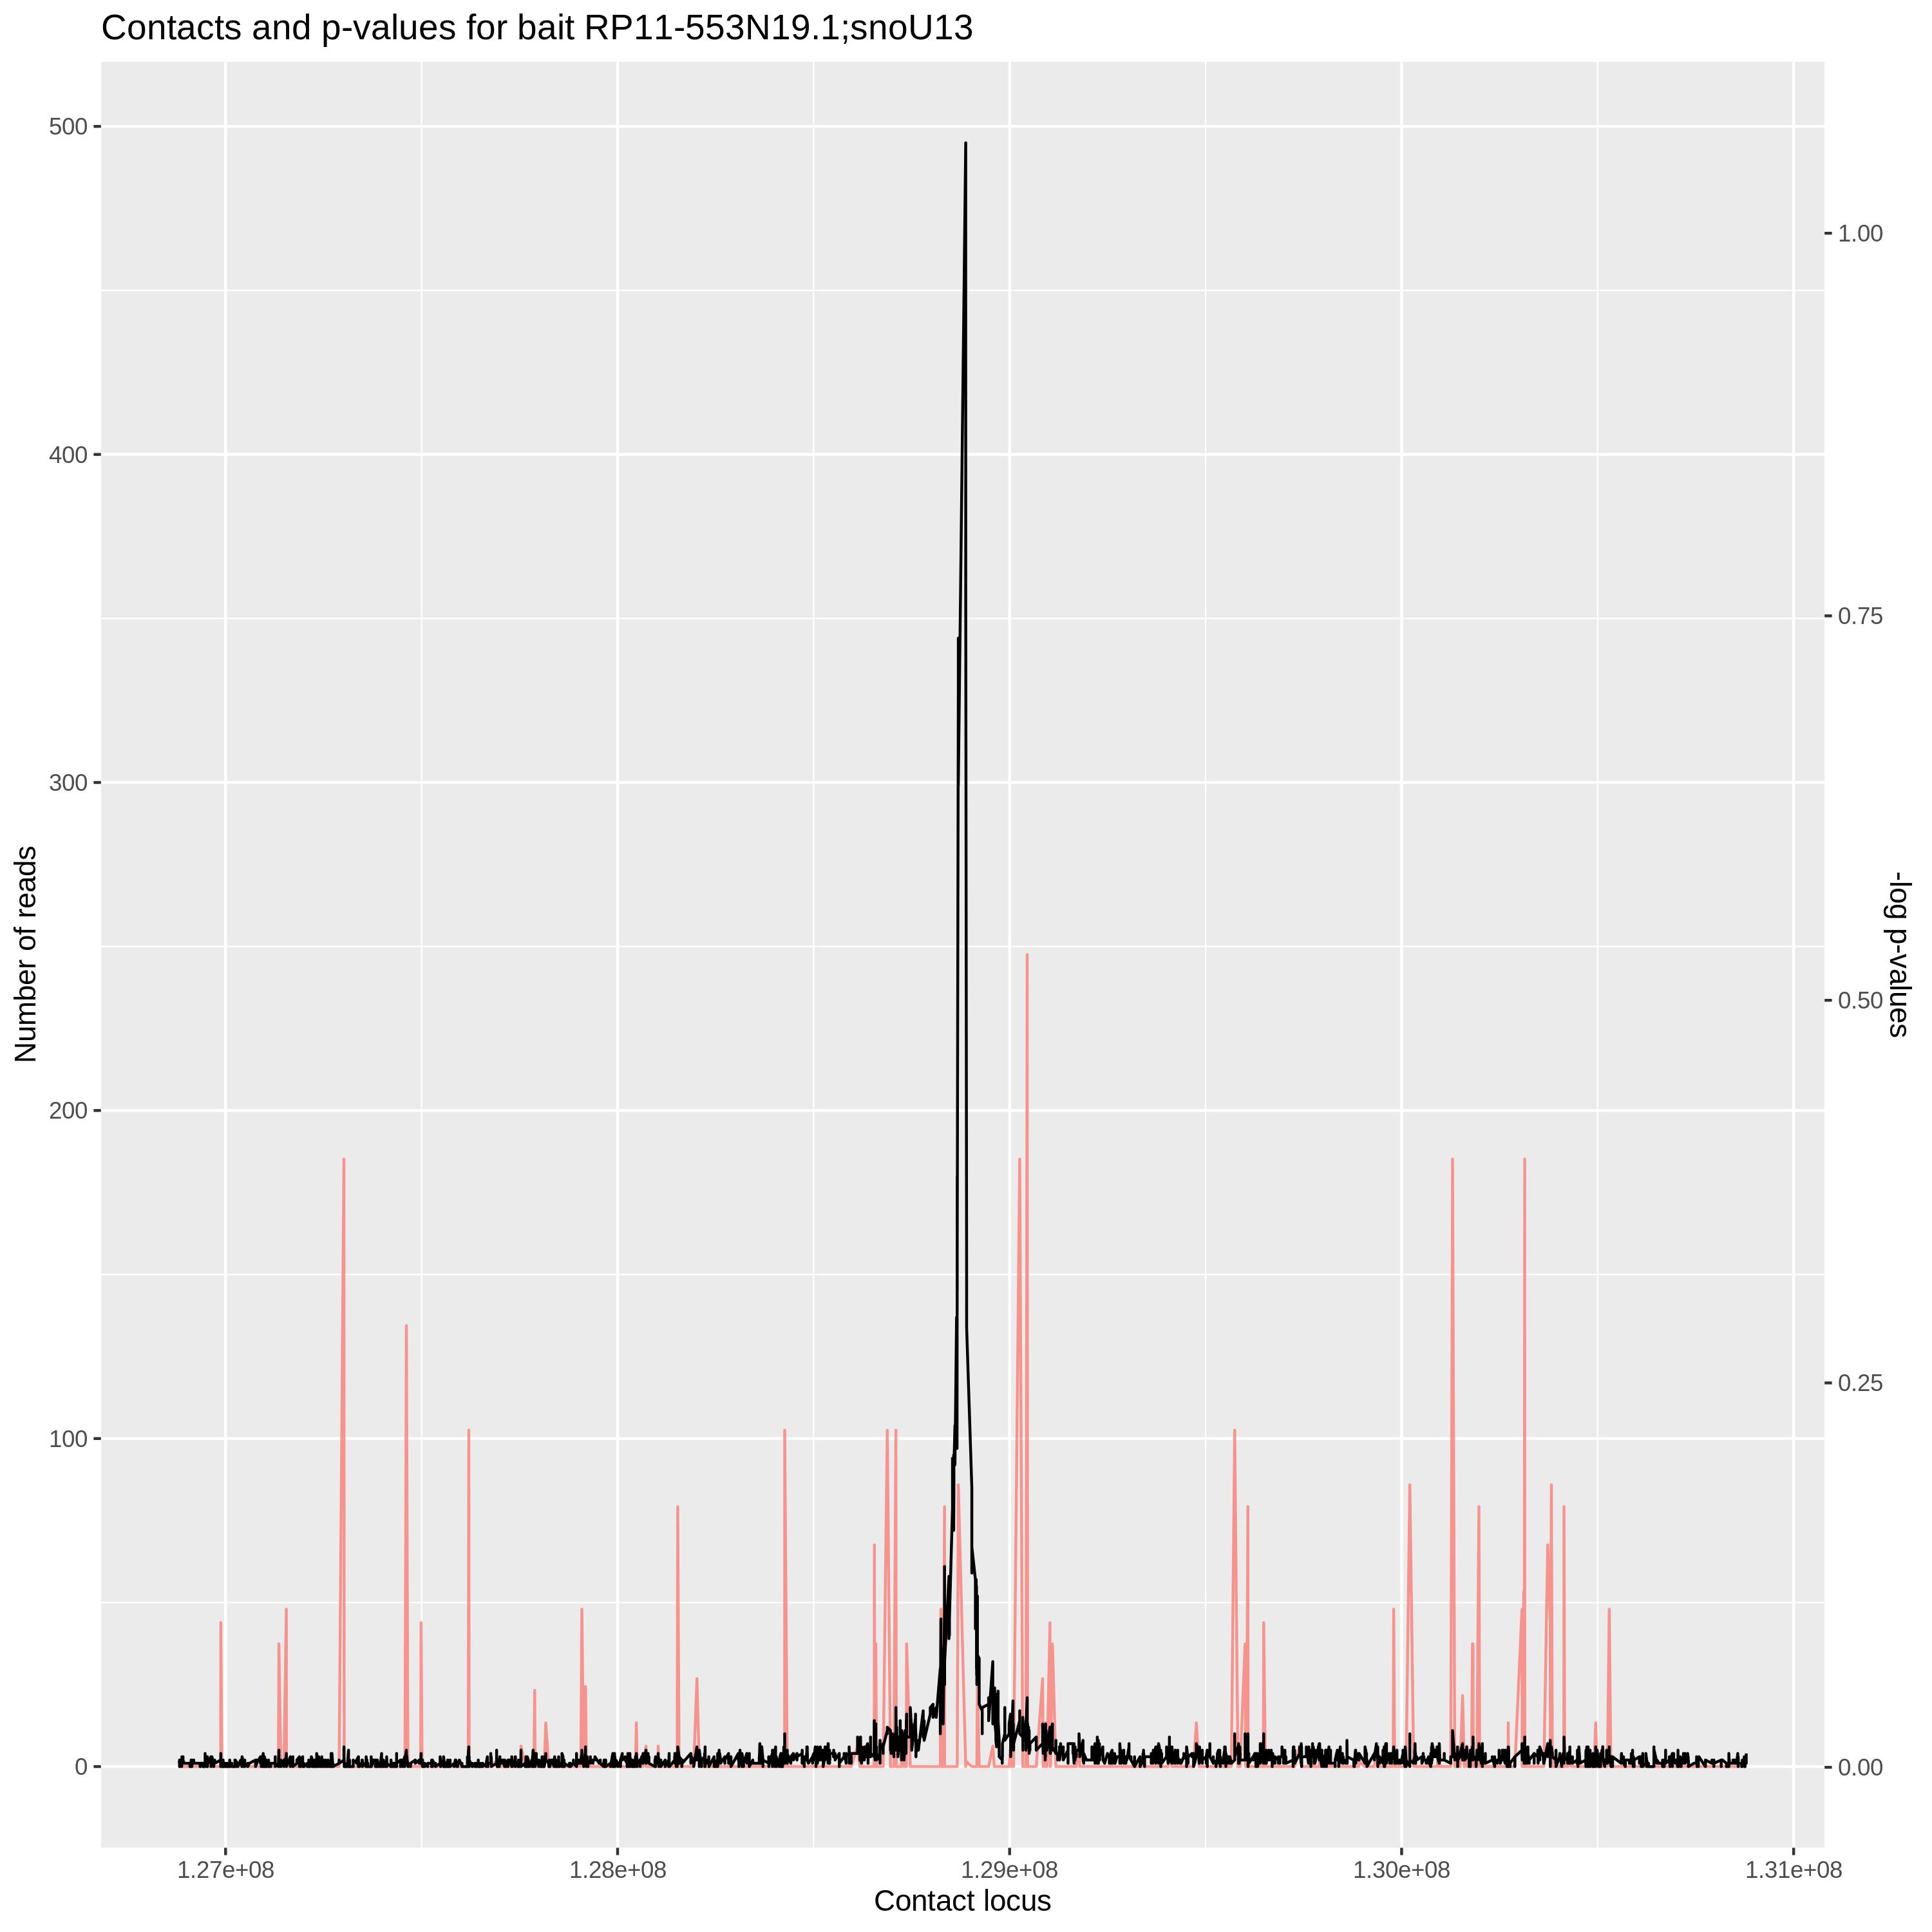 Contacts and p-values for bait RP11-553N19.1;snoU13
500
400
300
200
100
0
Number of reads
1.00
0.75
0.50
0.25
0.00
-log p-values
1.27e+08 1.28e+08 1.29e+08 1.30e+08 1.31e+08
Contact locus